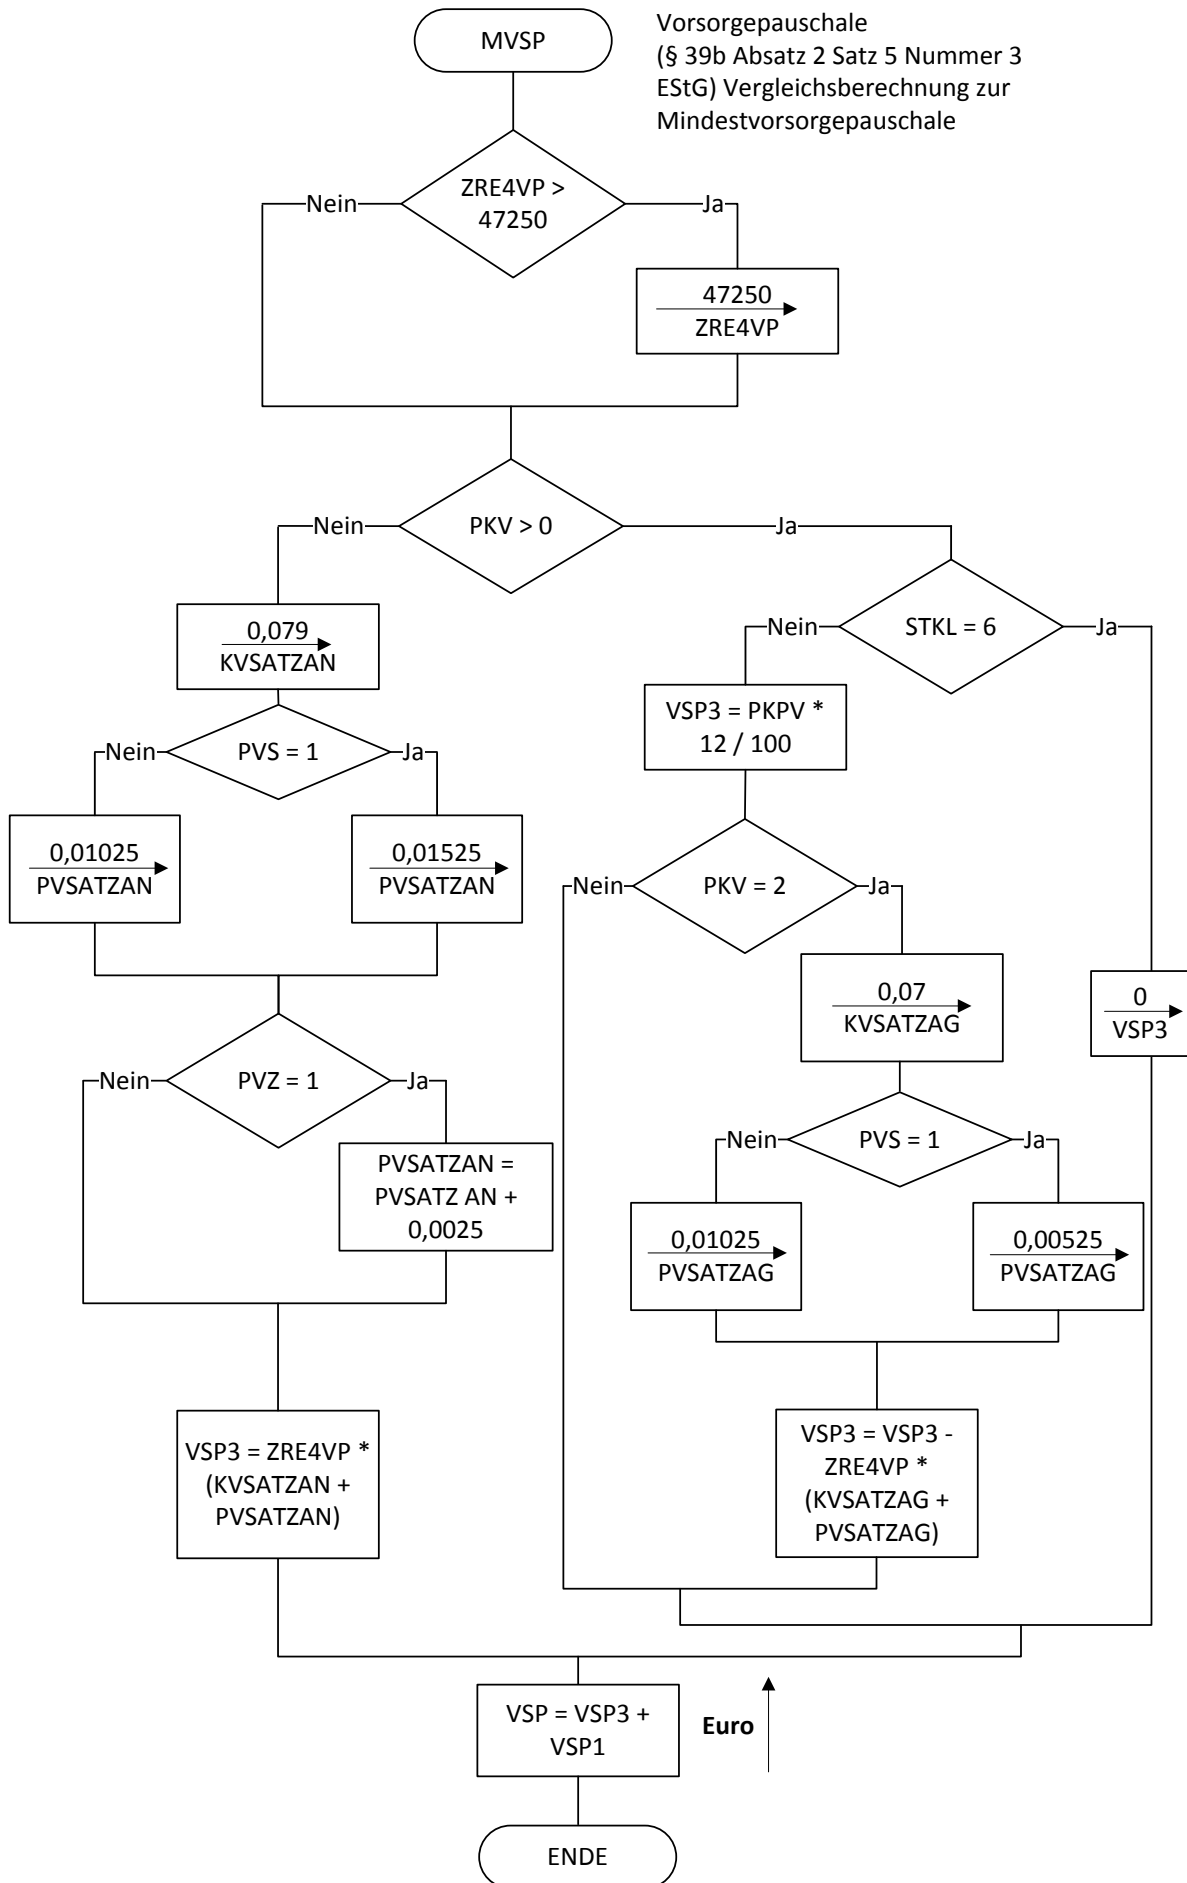 MVSP
Vorsorgepauschale
(§ 39b Absatz 2 Satz 5 Nummer 3
EStG) Vergleichsberechnung zur
Mindestvorsorgepauschale
ZRE4VP >
47250
Nein
Ja
47250
ZRE4VP
PKV > 0
Nein
Ja
STKL = 6
Nein
Ja
0,079
KVSATZAN
VSP3 = PKPV *
12 / 100
PVS = 1
Nein
Ja
0,01025
PVSATZAN
0,01525
PVSATZAN
PKV = 2
Nein
Ja
0,07
KVSATZAG
0
VSP3
PVZ = 1
Nein
Ja
PVS = 1
Nein
Ja
PVSATZAN =
PVSATZ AN +
0,0025
0,01025
PVSATZAG
0,00525
PVSATZAG
VSP3 = ZRE4VP *
(KVSATZAN +
PVSATZAN)
VSP3 = VSP3 -
ZRE4VP *
(KVSATZAG +
PVSATZAG)
VSP = VSP3 +
VSP1
Euro
ENDE